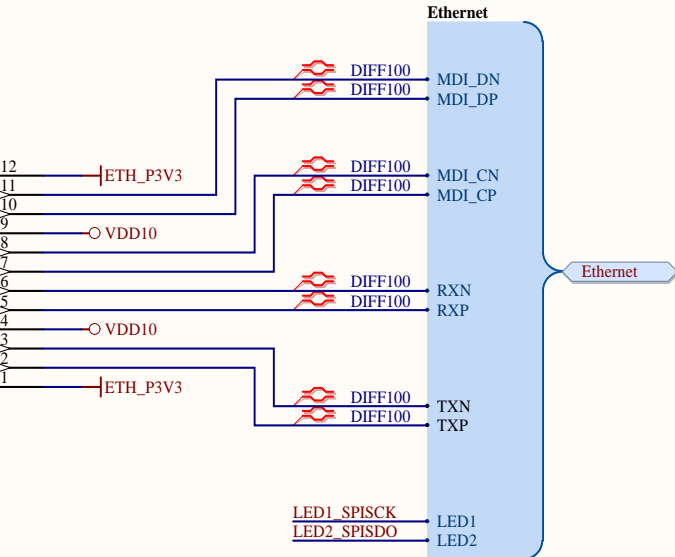 Ethernet
DIFF100 MDI_DN
DIFF100 MDI_DP
12 ETH_P3V3 DIFF100 MDI_CN
11 DIFF100 MDI_CP
10
9 VDD10
8
7 Ethernet
6 DIFF100 RXN
5 DIFF100 RXP
4 VDD10
3
2
1 ETH_P3V3
DIFF100 TXN
DIFF100 TXP
LED1_SPISCK LED1
LED2_SPISDO LED2